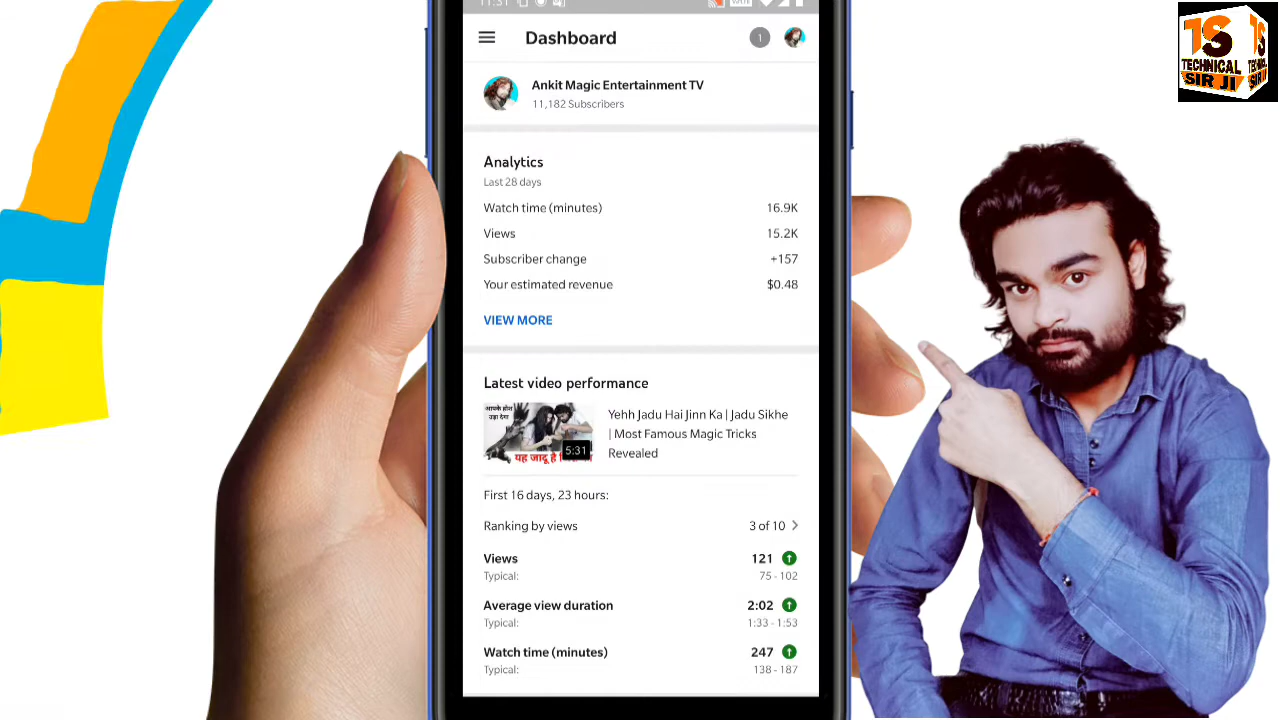 11:31
Dashboard
1
Ankit Magic Entertainment TV
11,182 Subscribers
Analytics
Last 28 days
Watch time (minutes) 16.9K
Views 15.2K
Subscriber change +157
Your estimated revenue $0.48
VIEW MORE
Latest video performance
आपके होश
उड़ा देगा
5:31
यह जादू है
Yehh Jadu Hai Jinn Ka | Jadu Sikhe
| Most Famous Magic Tricks
Revealed
First 16 days, 23 hours:
Ranking by views 3 of 10
Views 121
Typical: 75 - 102
Average view duration 2:02
Typical: 1:33 - 1:53
Watch time (minutes) 247
Typical: 138 - 187
TS
TECHNICAL
SIR JI